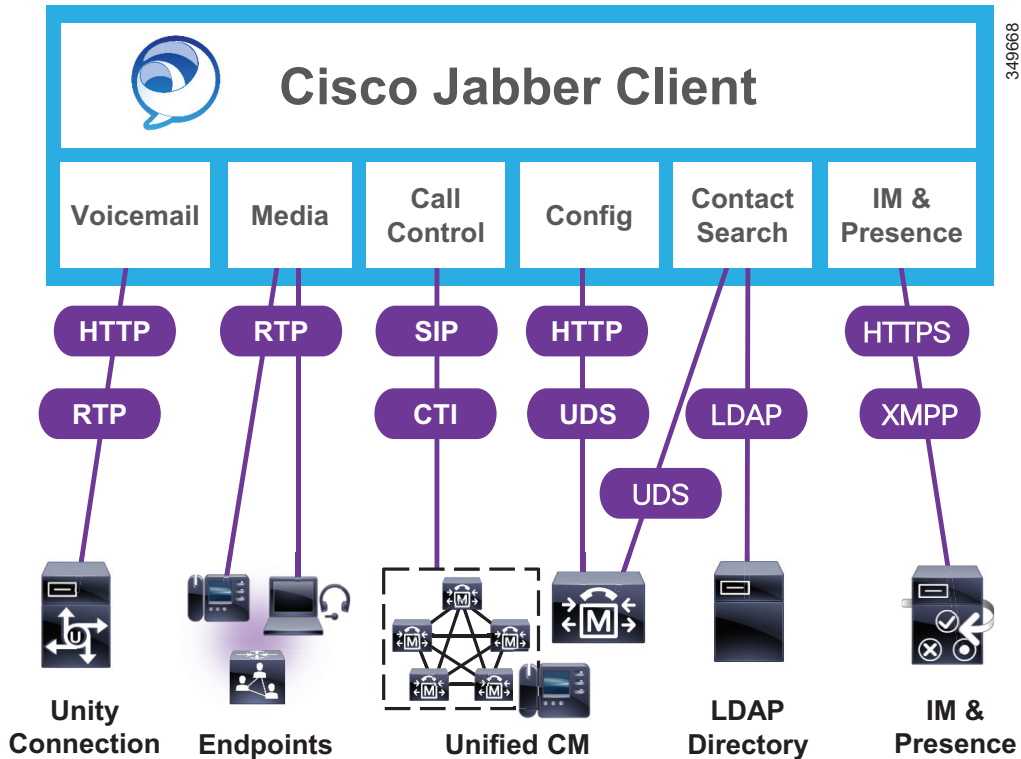 349668
Cisco Jabber Client
Voicemail
Media
Call
Control
Config
Contact
Search
IM &
Presence
HTTP
RTP
SIP
HTTP
HTTPS
RTP
CTI
UDS
LDAP
XMPP
UDS
U
M
M
M
M
M
M
Unity
Connection
Endpoints
Unified CM
LDAP
Directory
IM &
Presence